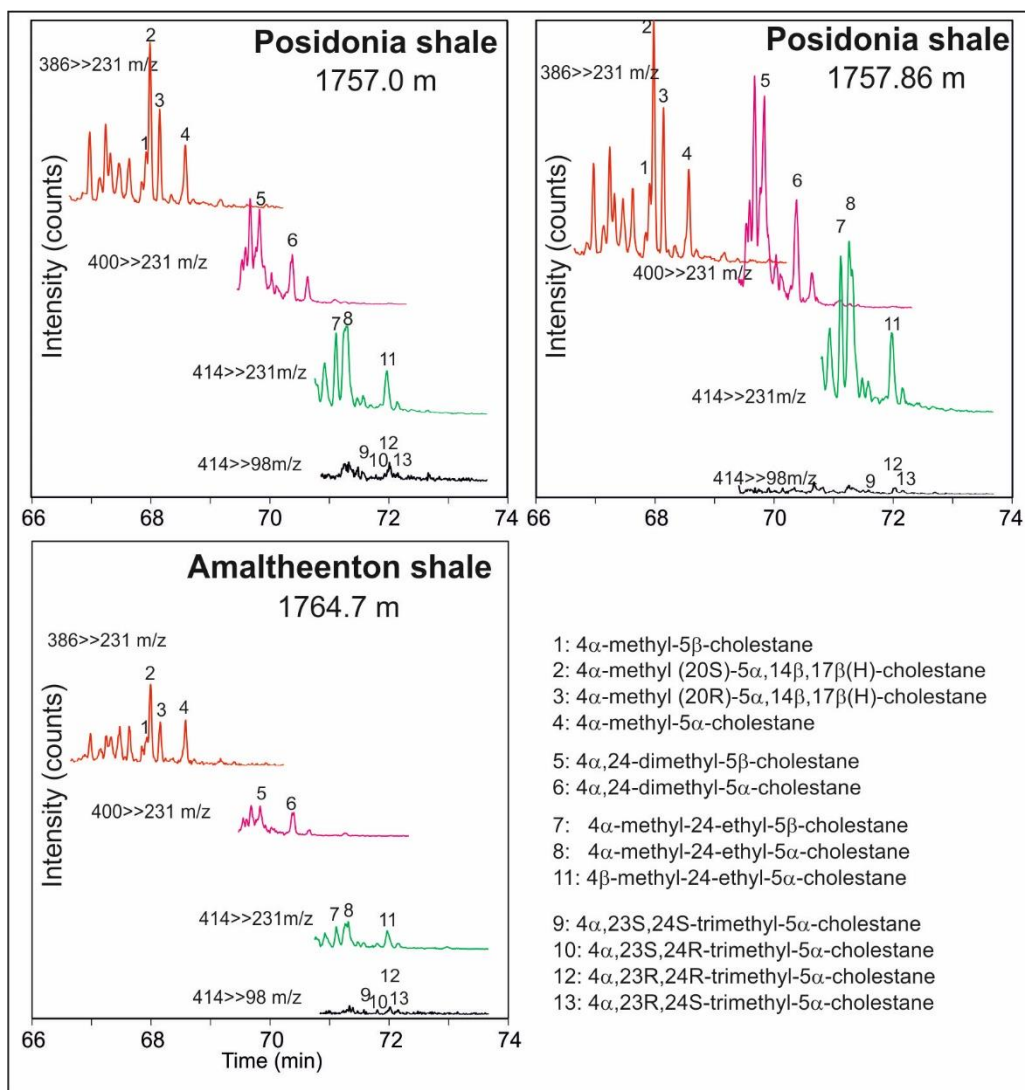 Posidonia shale
1757.0 m
386>>231 m/z
2
3
1
4
Intensity (counts)
5
6
400>>231 m/z
7
8
11
414>>231m/z
12
9
10
13
414>>98m/z
66
68
70
72
74
Posidonia shale
1757.86 m
2
386>>231 m/z
3
1
4
Intensity (counts)
5
6
400>>231 m/z
7
8
11
414>>231m/z
12
9
13
414>>98m/z
66
68
70
72
74
Amaltheenton shale
1764.7 m
386>>231 m/z
2
1
3
4
Intensity (counts)
400>>231 m/z
5
6
414>>231m/z
7
8
11
12
9
10
13
414>>98 m/z
66
68
70
72
74
Time (min)
1: 4α-methyl-5β-cholestane
2: 4α-methyl (20S)-5α,14β,17β(H)-cholestane
3: 4α-methyl (20R)-5α,14β,17β(H)-cholestane
4: 4α-methyl-5α-cholestane
5: 4α,24-dimethyl-5β-cholestane
6: 4α,24-dimethyl-5α-cholestane
7: 4α-methyl-24-ethyl-5β-cholestane
8: 4α-methyl-24-ethyl-5α-cholestane
11: 4β-methyl-24-ethyl-5α-cholestane
9: 4α,23S,24S-trimethyl-5α-cholestane
10: 4α,23S,24R-trimethyl-5α-cholestane
12: 4α,23R,24R-trimethyl-5α-cholestane
13: 4α,23R,24S-trimethyl-5α-cholestane